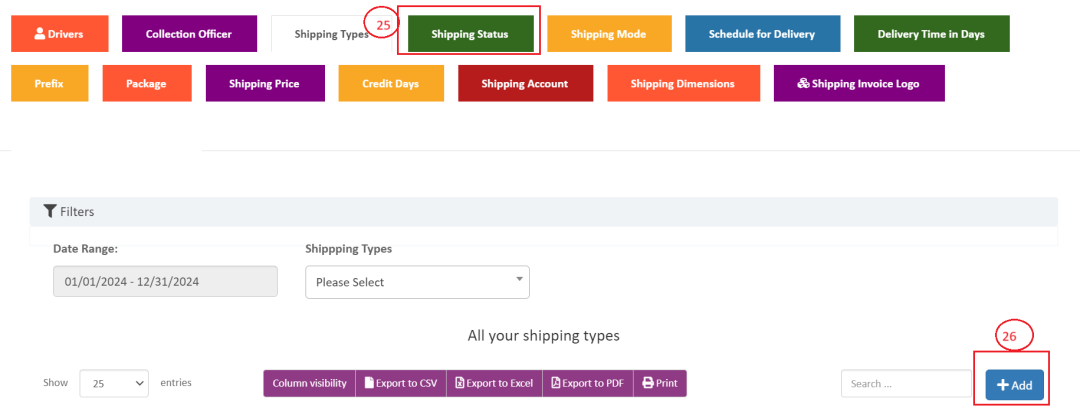 Drivers Collection Officer Shipping Types 25 Shipping Status Shipping Mode Schedule for Delivery Delivery Time in Days
Prefix Package Shipping Price Credit Days Shipping Account Shipping Dimensions Shipping Invoice Logo
Filters
Date Range: Shippping Types
01/01/2024 - 12/31/2024 Please Select
All your shipping types
26
Show 25 entries Column visibility Export to CSV Export to Excel Export to PDF Print Search ... Add